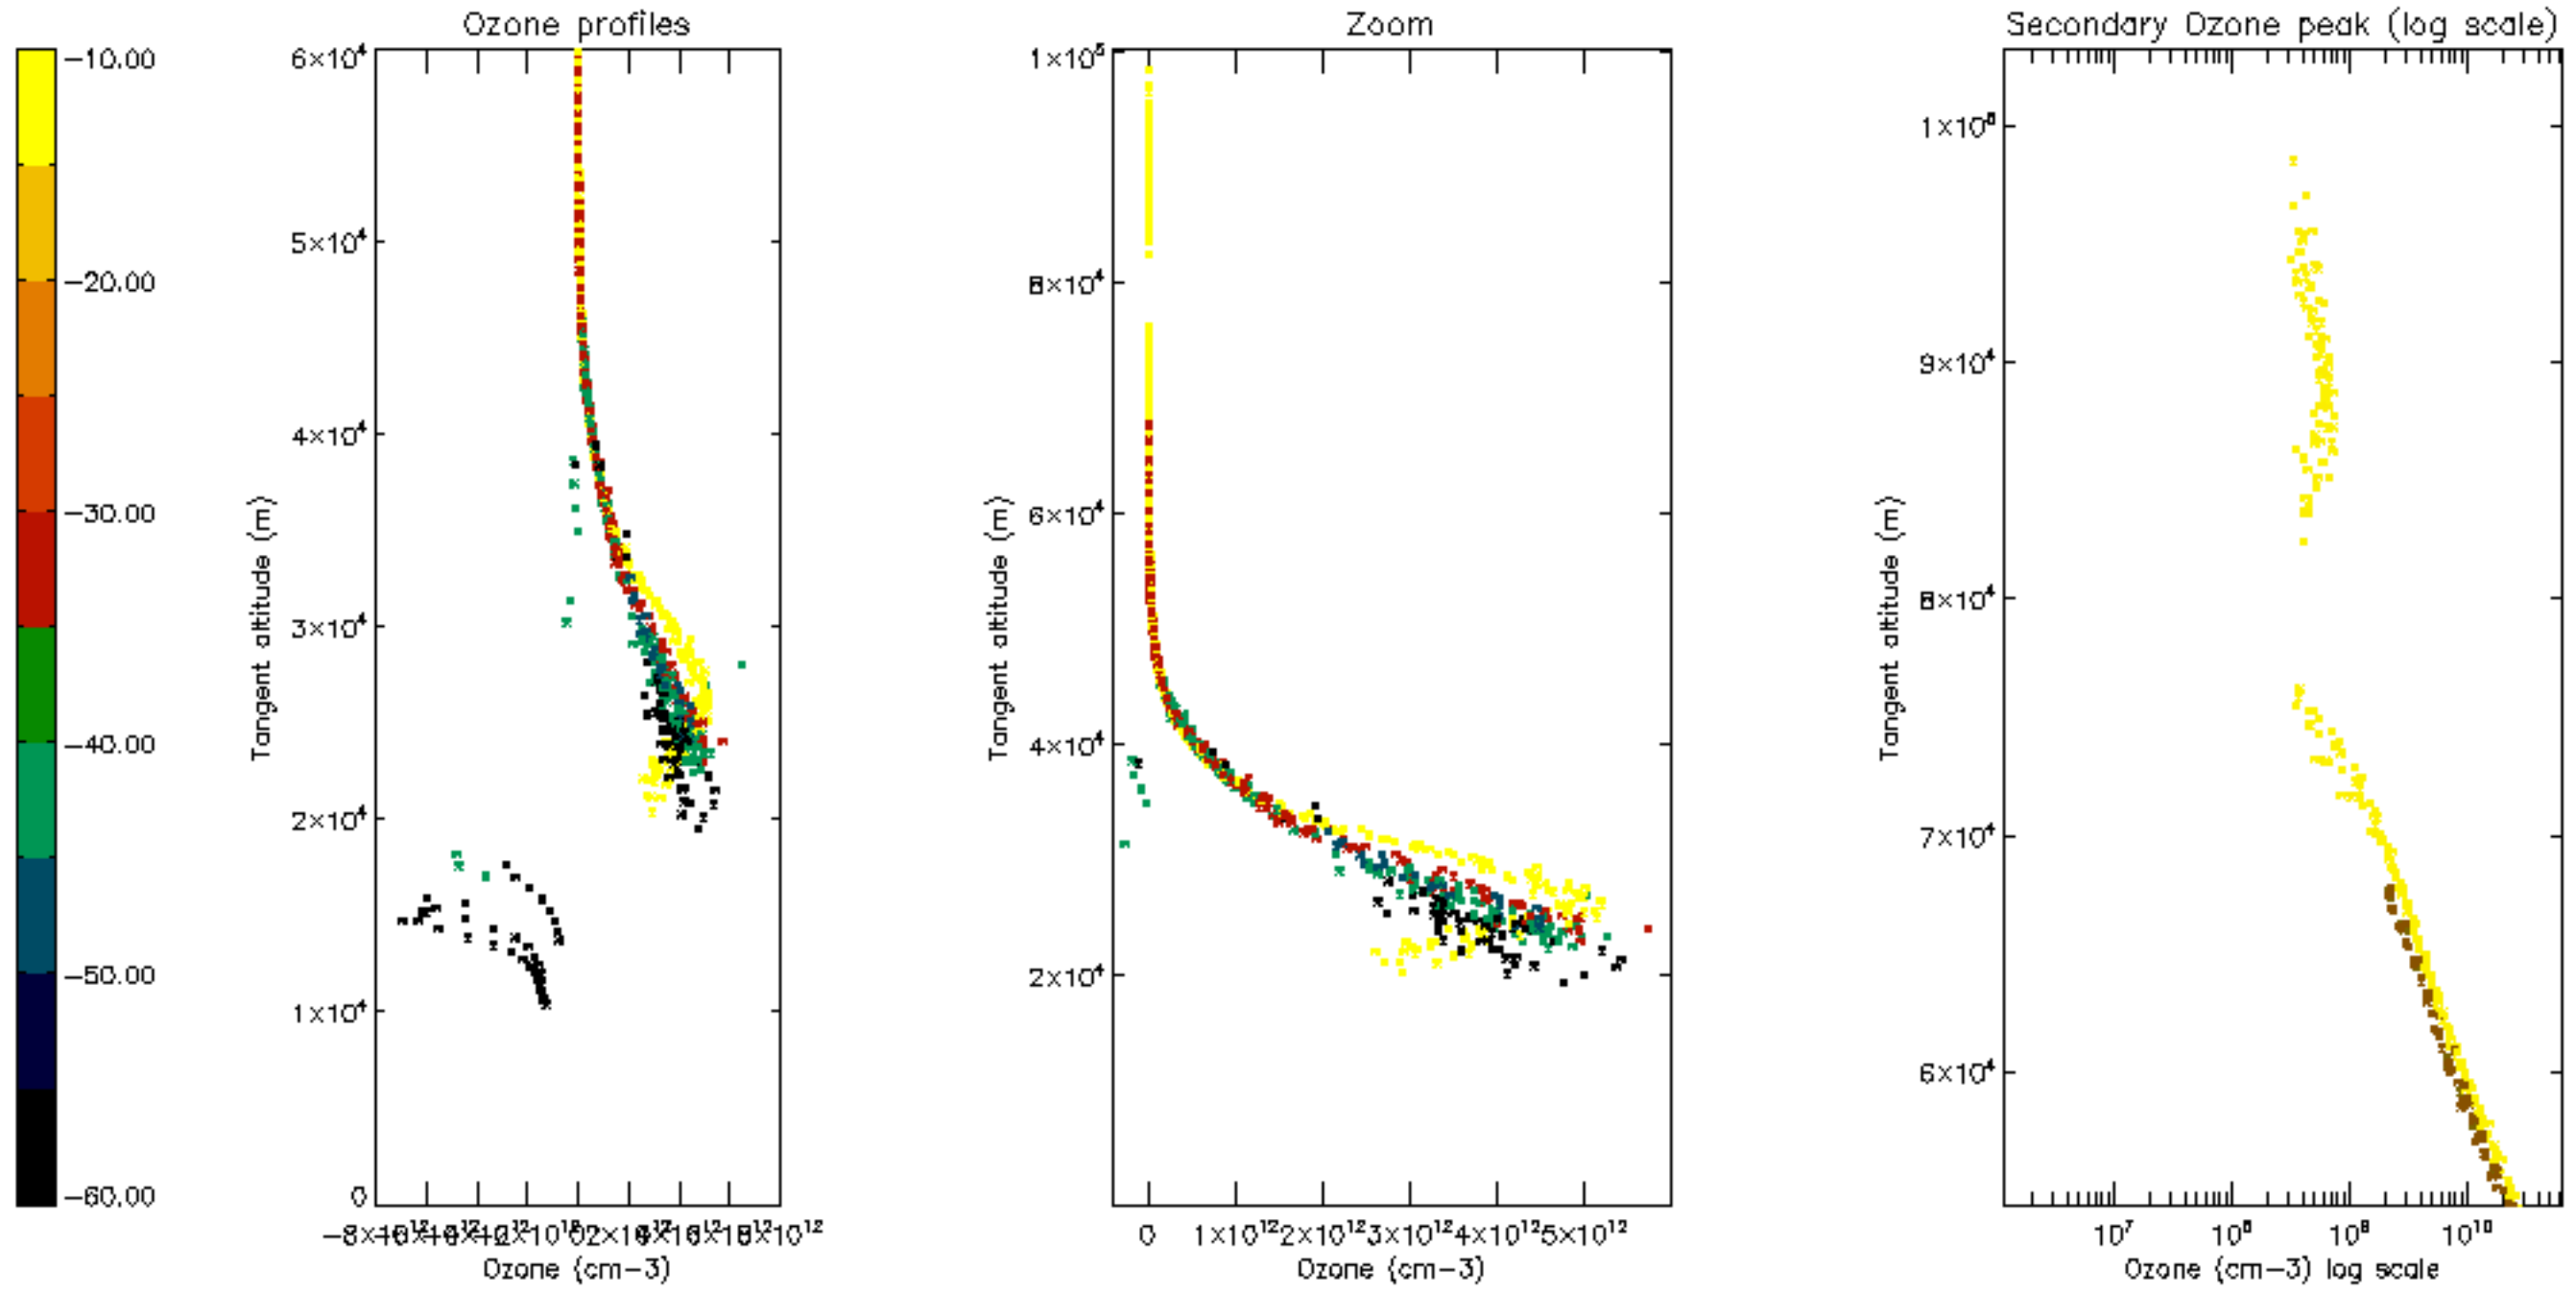 Ozone profiles
Zoom
Secondary Ozone peak (log scale)
-10.00
-20.00
-30.00
-40.00
-50.00
-60.00
Tangent altitude (m)
6×10⁴
5×10⁴
4×10⁴
3×10⁴
2×10⁴
1×10⁴
0
Ozone (cm-3)
Tangent altitude (m)
1×10⁵
8×10⁴
6×10⁴
4×10⁴
2×10⁴
0 1×10¹² 2×10¹² 3×10¹² 4×10¹² 5×10¹²
Ozone (cm-3)
Tangent altitude (m)
1×10⁵
9×10⁴
8×10⁴
7×10⁴
6×10⁴
10⁷ 10⁸ 10⁹ 10¹⁰
Ozone (cm-3) log scale